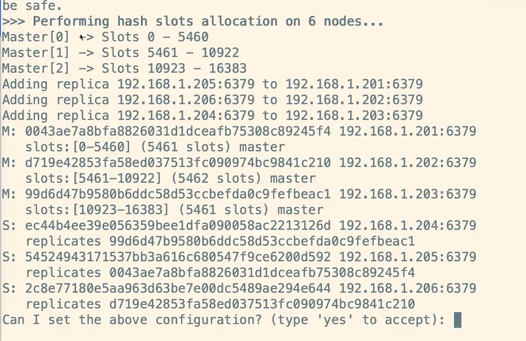 be safe.
>>> Performing hash slots allocation on 6 nodes...
Master[0] -> Slots 0 - 5460
Master[1] -> Slots 5461 - 10922
Master[2] -> Slots 10923 - 16383
Adding replica 192.168.1.205:6379 to 192.168.1.201:6379
Adding replica 192.168.1.206:6379 to 192.168.1.202:6379
Adding replica 192.168.1.204:6379 to 192.168.1.203:6379
M: 0043ae7a8bfa8826031d1dceafb75308c89245f4 192.168.1.201:6379
   slots:[0-5460] (5461 slots) master
M: d719e42853fa58ed037513fc090974bc9841c210 192.168.1.202:6379
   slots:[5461-10922] (5462 slots) master
M: 99d6d47b9580b6ddc58d53ccbefda0c9fefbeac1 192.168.1.203:6379
   slots:[10923-16383] (5461 slots) master
S: ec44b4ee39e056359bee1dfa090058ac2213126d 192.168.1.204:6379
   replicates 99d6d47b9580b6ddc58d53ccbefda0c9fefbeac1
S: 54524943171537bb3a616c680547f9ce6200d592 192.168.1.205:6379
   replicates 0043ae7a8bfa8826031d1dceafb75308c89245f4
S: 2c8e77180e5aa963d63be7e00dc5489ae294e644 192.168.1.206:6379
   replicates d719e42853fa58ed037513fc090974bc9841c210
Can I set the above configuration? (type 'yes' to accept):